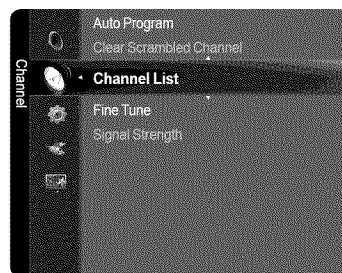 Channel
Auto Program
Clear Scrambled Channel
Channel List
Fine Tune
Signal Strength